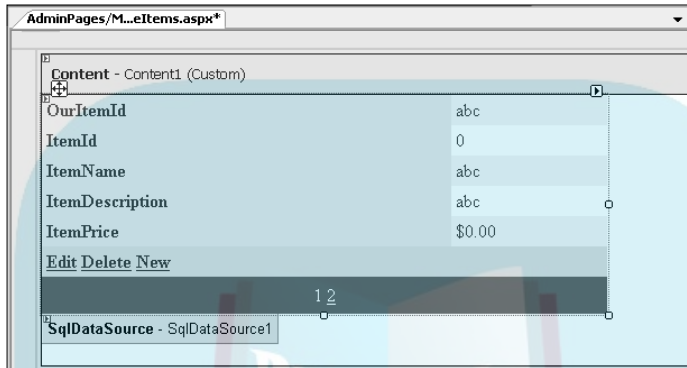 AdminPages/M...eItems.aspx*
Content - Content1 (Custom)
OurItemId abc
ItemId 0
ItemName abc
ItemDescription abc
ItemPrice $0.00
Edit Delete New
1 2
SqlDataSource - SqlDataSource1